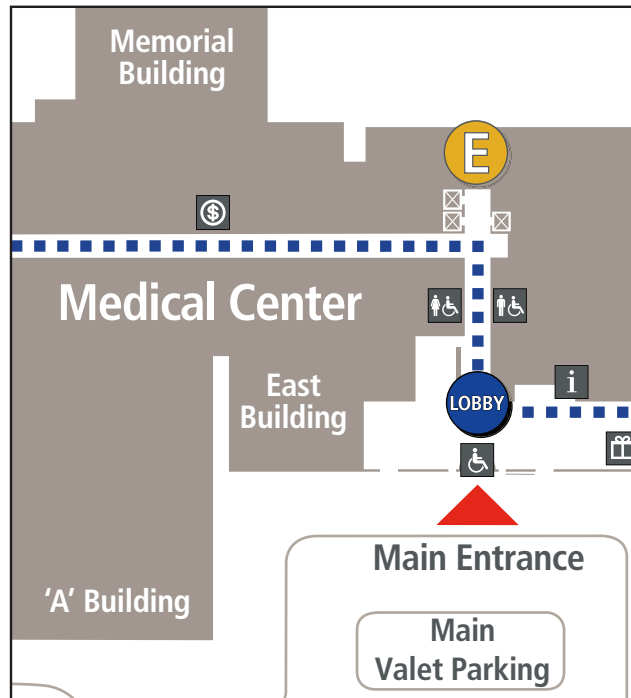 Memorial
Building
E
$
Medical Center
East
Building
LOBBY
i
Main Entrance
'A' Building
Main
Valet Parking